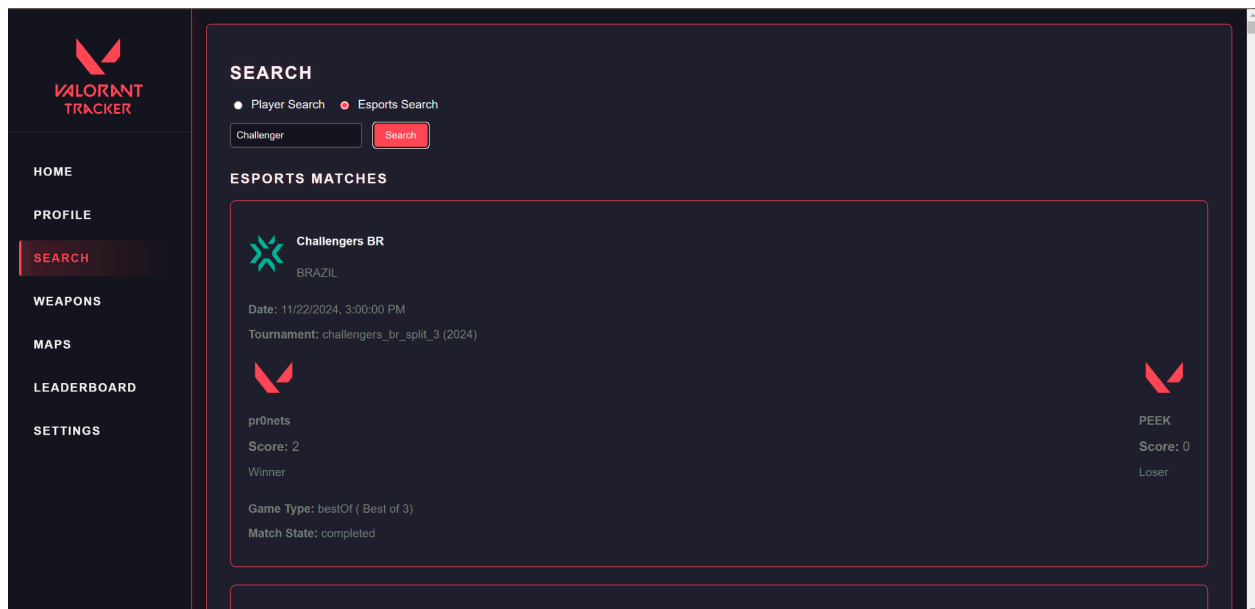 VALORANT
TRACKER
HOME
PROFILE
SEARCH
WEAPONS
MAPS
LEADERBOARD
SETTINGS
SEARCH
Player Search Esports Search
Challenger Search
ESPORTS MATCHES
Challengers BR
BRAZIL
Date: 11/22/2024, 3:00:00 PM
Tournament: challengers_br_split_3 (2024)
pr0nets PEEK
Score: 2 Score: 0
Winner Loser
Game Type: bestOf ( Best of 3)
Match State: completed